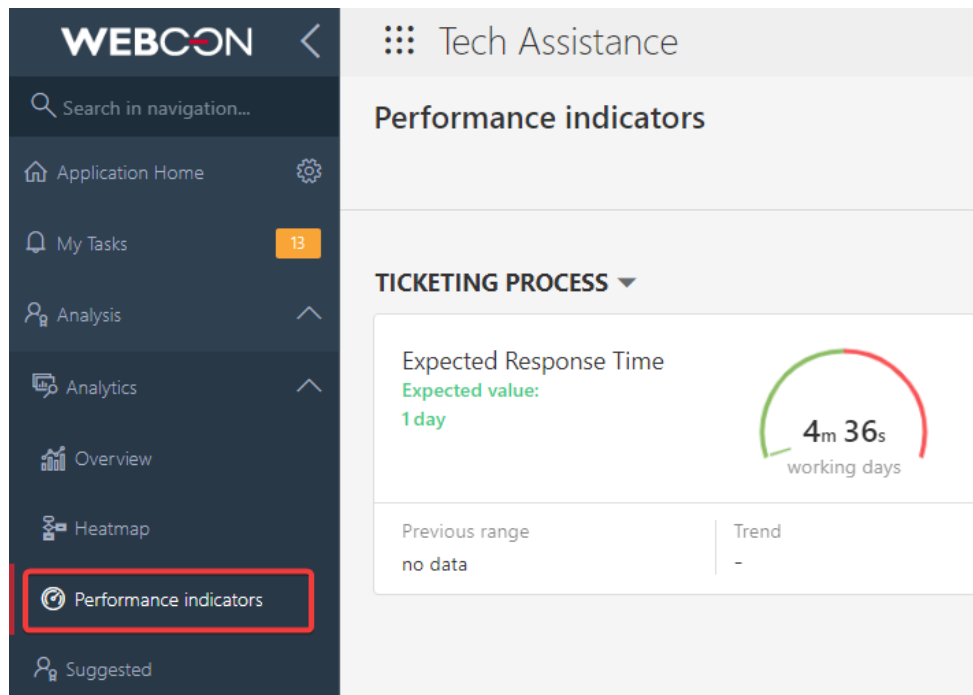 WEBCON
Search in navigation...
Application Home
My Tasks
13
Analysis
Analytics
Overview
Heatmap
Performance indicators
Suggested
Tech Assistance
Performance indicators
TICKETING PROCESS
Expected Response Time
Expected value:
1 day
4m 36s
working days
Previous range
no data
Trend
-